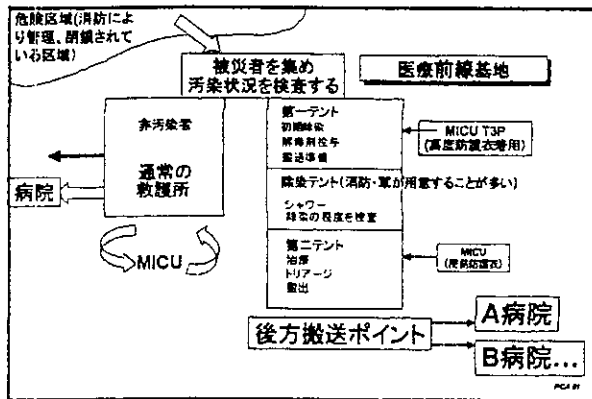 危険区域(消防によ
り管理、閉鎖されて
いる区域)
被災者を集め
汚染状況を検査する
医療前線基地
非汚染者
通常の
救護所
病院
MICU
第一テント
初期除染
解毒剤投与
搬送準備
MICU T3P
(高度防護衣着用)
除染テント(消防・軍が用意することが多い)
シャワー
除染の程度を検査
第二テント
治療
トリアージ
搬出
MICU
後方搬送ポイント
A病院
B病院…